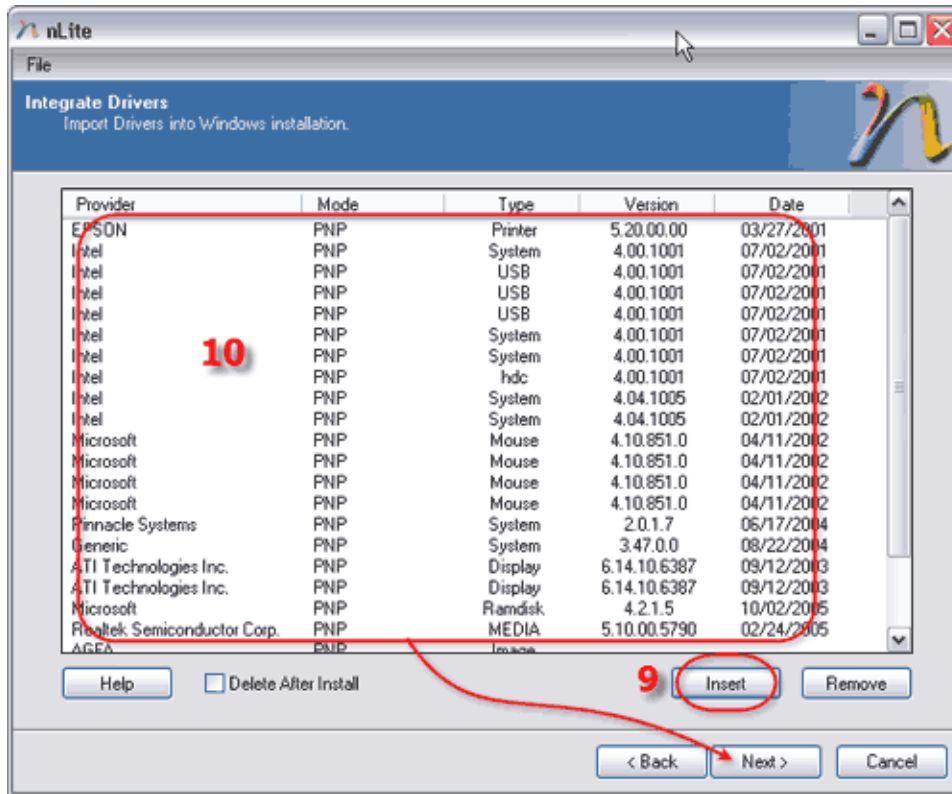 nLite
File
Integrate Drivers
Import Drivers into Windows installation.
Provider Mode Type Version Date
EPSON PNP Printer 5.20.00.00 03/27/2001
Intel PNP System 4.00.1001 07/02/2001
Intel PNP USB 4.00.1001 07/02/2001
Intel PNP USB 4.00.1001 07/02/2001
Intel PNP USB 4.00.1001 07/02/2001
Intel PNP System 4.00.1001 07/02/2001
Intel PNP System 4.00.1001 07/02/2001
Intel PNP hdc 4.00.1001 07/02/2001
Intel PNP System 4.04.1005 02/01/2002
Intel PNP System 4.04.1005 02/01/2002
Microsoft PNP Mouse 4.10.851.0 04/11/2002
Microsoft PNP Mouse 4.10.851.0 04/11/2002
Microsoft PNP Mouse 4.10.851.0 04/11/2002
Microsoft PNP Mouse 4.10.851.0 04/11/2002
Pinnacle Systems PNP System 2.0.1.7 06/17/2004
Generic PNP System 3.47.0.0 08/22/2004
ATI Technologies Inc. PNP Display 6.14.10.6387 09/12/2003
ATI Technologies Inc. PNP Display 6.14.10.6387 09/12/2003
Microsoft PNP Ramdisk 4.2.1.5 10/02/2005
Realtek Semiconductor Corp. PNP MEDIA 5.10.00.5790 02/24/2005
AGFA PNP Image
10
Help Delete After Install 9 Insert Remove
< Back Next > Cancel